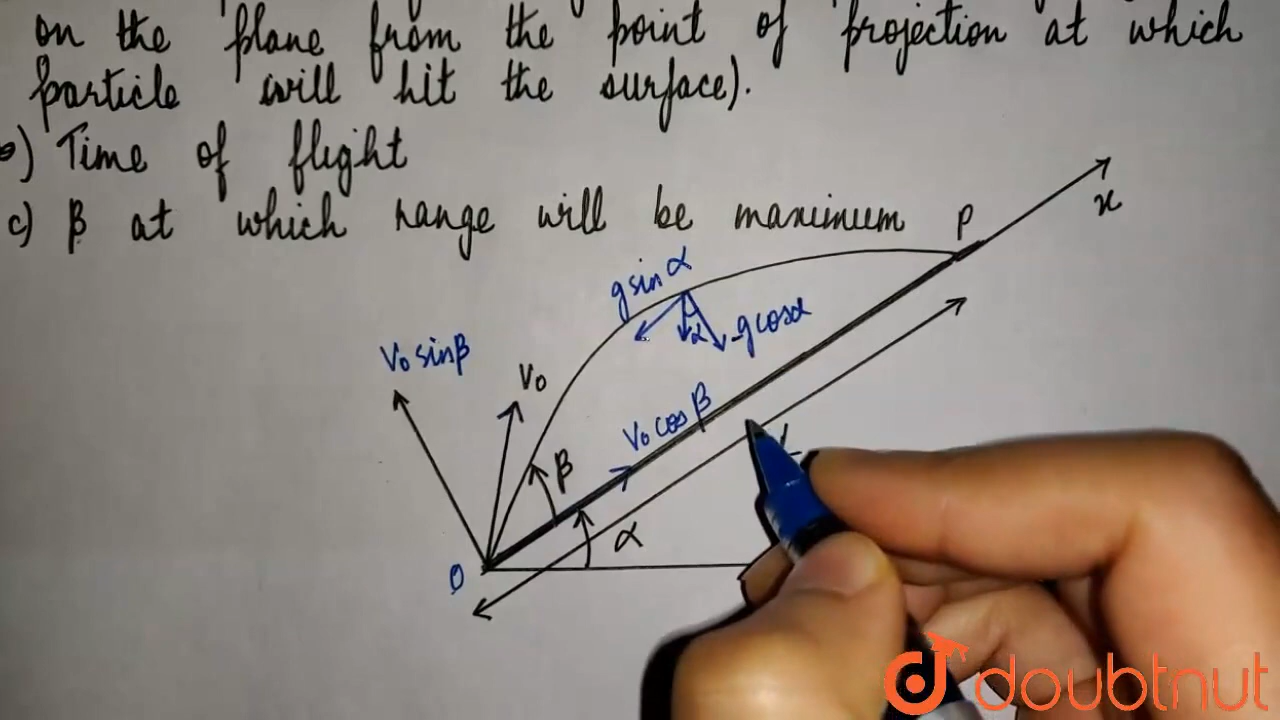 on the plane from the point of projection at which
particle will hit the surface).
) Time of flight
c) β at which range will be maximum
P
x
g sin α
α
-g cos α
V₀ sin β
V₀
V₀ cos β
β
α
O
doubtnut